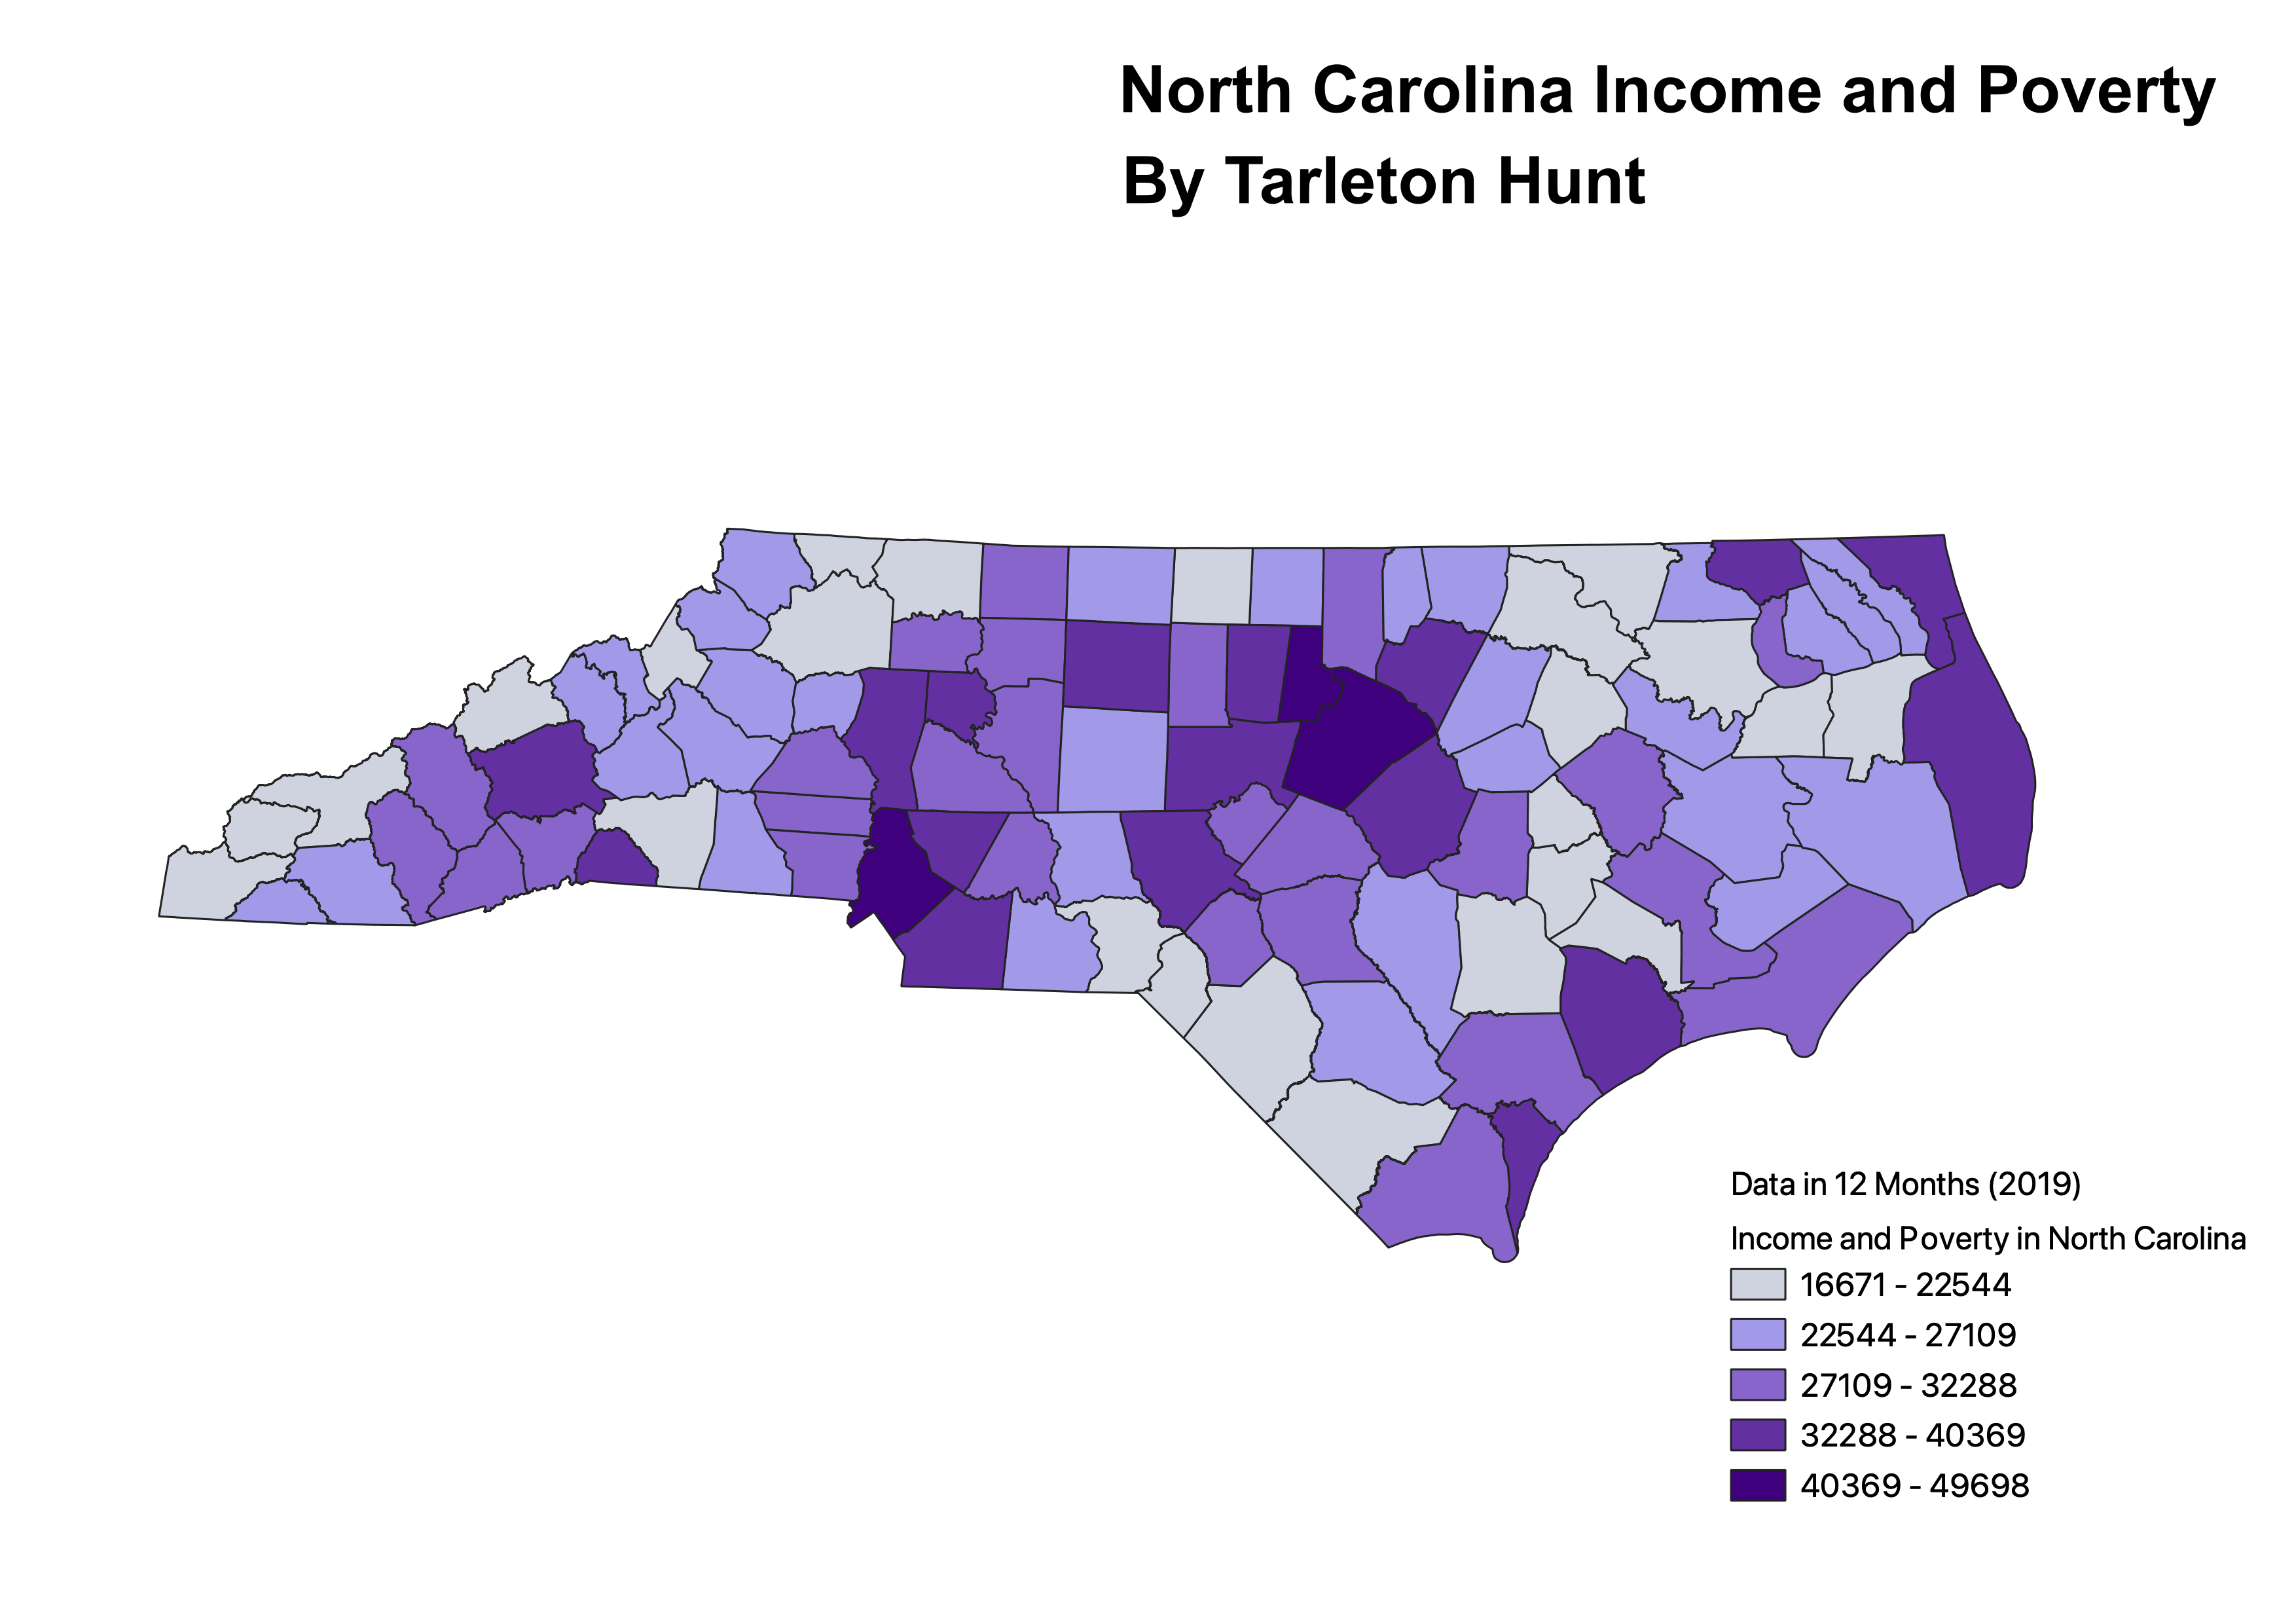 North Carolina Income and Poverty
By Tarleton Hunt
Data in 12 Months (2019)
Income and Poverty in North Carolina
16671 - 22544
22544 - 27109
27109 - 32288
32288 - 40369
40369 - 49698